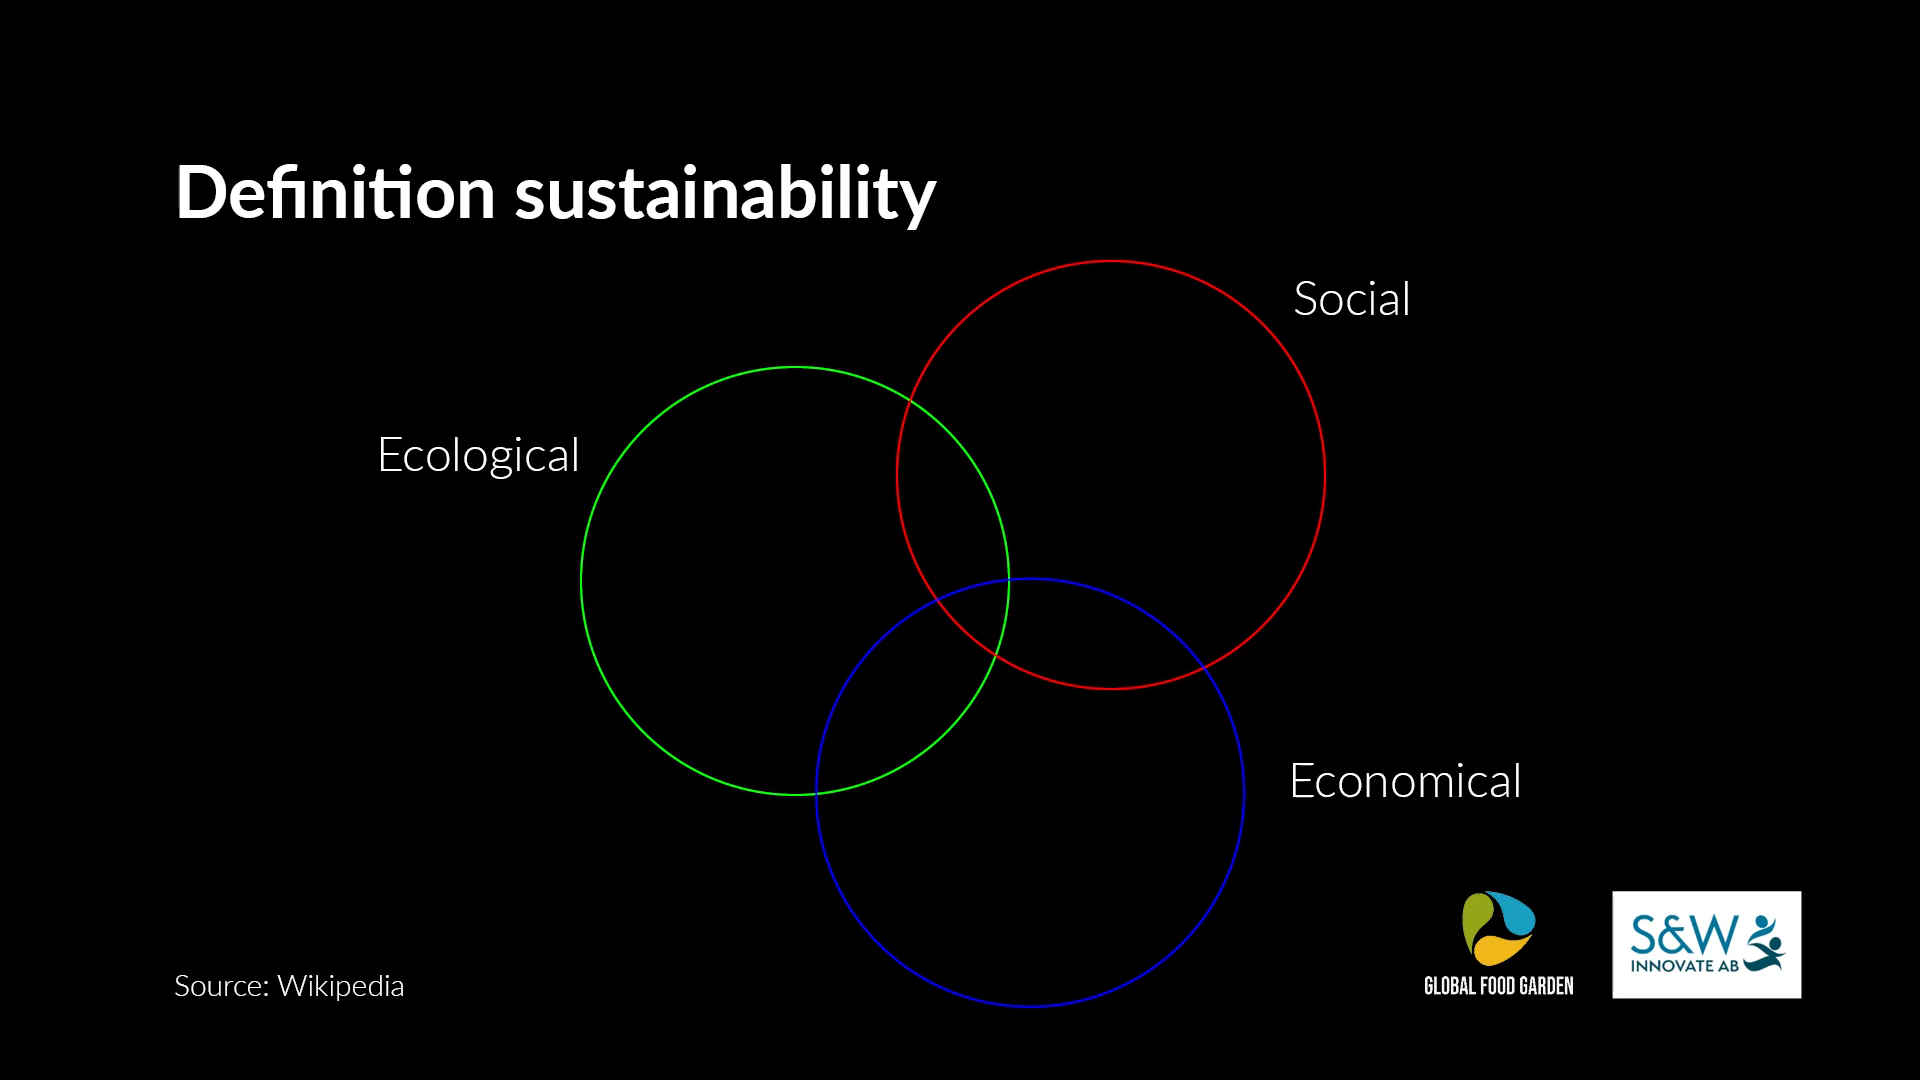 Definition sustainability
Social
Ecological
Economical
Source: Wikipedia
GLOBAL FOOD GARDEN
S&W
INNOVATE AB